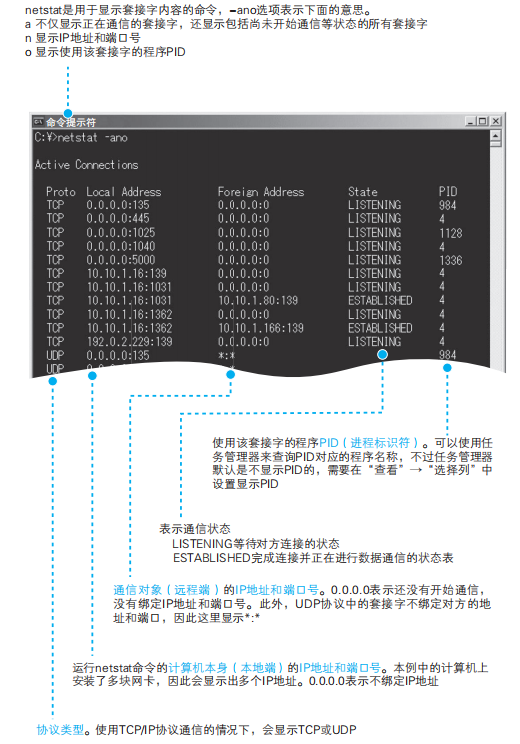 netstat是用于显示套接字内容的命令，–ano选项表示下面的意思。
a 不仅显示正在通信的套接字，还显示包括尚未开始通信等状态的所有套接字
n 显示IP地址和端口号
o 显示使用该套接字的程序PID
命令提示符
C:¥>netstat -ano
Active Connections
Proto Local Address Foreign Address State PID
TCP 0.0.0.0:135 0.0.0.0:0 LISTENING 984
TCP 0.0.0.0:445 0.0.0.0:0 LISTENING 4
TCP 0.0.0.0:1025 0.0.0.0:0 LISTENING 1128
TCP 0.0.0.0:1040 0.0.0.0:0 LISTENING 4
TCP 0.0.0.0:5000 0.0.0.0:0 LISTENING 1336
TCP 10.10.1.16:139 0.0.0.0:0 LISTENING 4
TCP 10.10.1.16:1031 0.0.0.0:0 LISTENING 4
TCP 10.10.1.16:1031 10.10.1.80:139 ESTABLISHED 4
TCP 10.10.1.16:1362 0.0.0.0:0 LISTENING 4
TCP 10.10.1.16:1362 10.10.1.166:139 ESTABLISHED 4
TCP 192.0.2.229:139 0.0.0.0:0 LISTENING 4
UDP 0.0.0.0:135 *:* 984
UDP
使用该套接字的程序PID（进程标识符）。可以使用任
务管理器来查询PID对应的程序名称，不过任务管理器
默认是不显示PID的，需要在“查看”→“选择列”中
设置显示PID
表示通信状态
LISTENING等待对方连接的状态
ESTABLISHED完成连接并正在进行数据通信的状态表
通信对象（远程端）的IP地址和端口号。0.0.0.0表示还没有开始通信，
没有绑定IP地址和端口号。此外，UDP协议中的套接字不绑定对方的地
址和端口，因此这里显示*:*
运行netstat命令的计算机本身（本地端）的IP地址和端口号。本例中的计算机上
安装了多块网卡，因此会显示出多个IP地址。0.0.0.0表示不绑定IP地址
协议类型。使用TCP/IP协议通信的情况下，会显示TCP或UDP